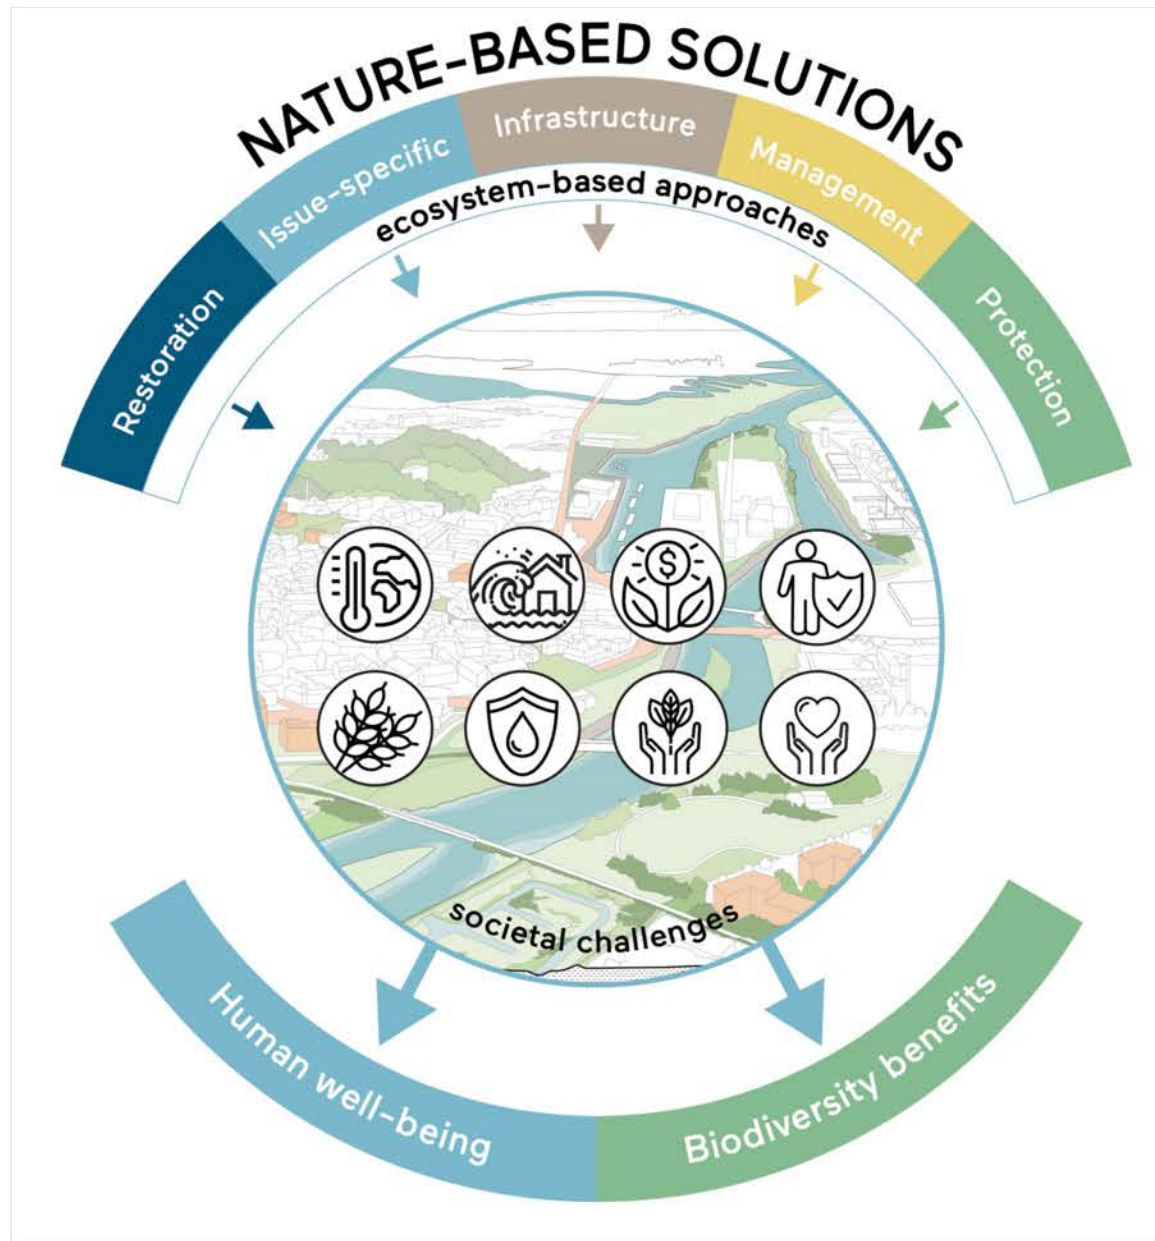 NATURE-BASED SOLUTIONS
Restoration
Issue-specific
Infrastructure
Management
Protection
ecosystem-based approaches
$
societal challenges
Human well-being
Biodiversity benefits